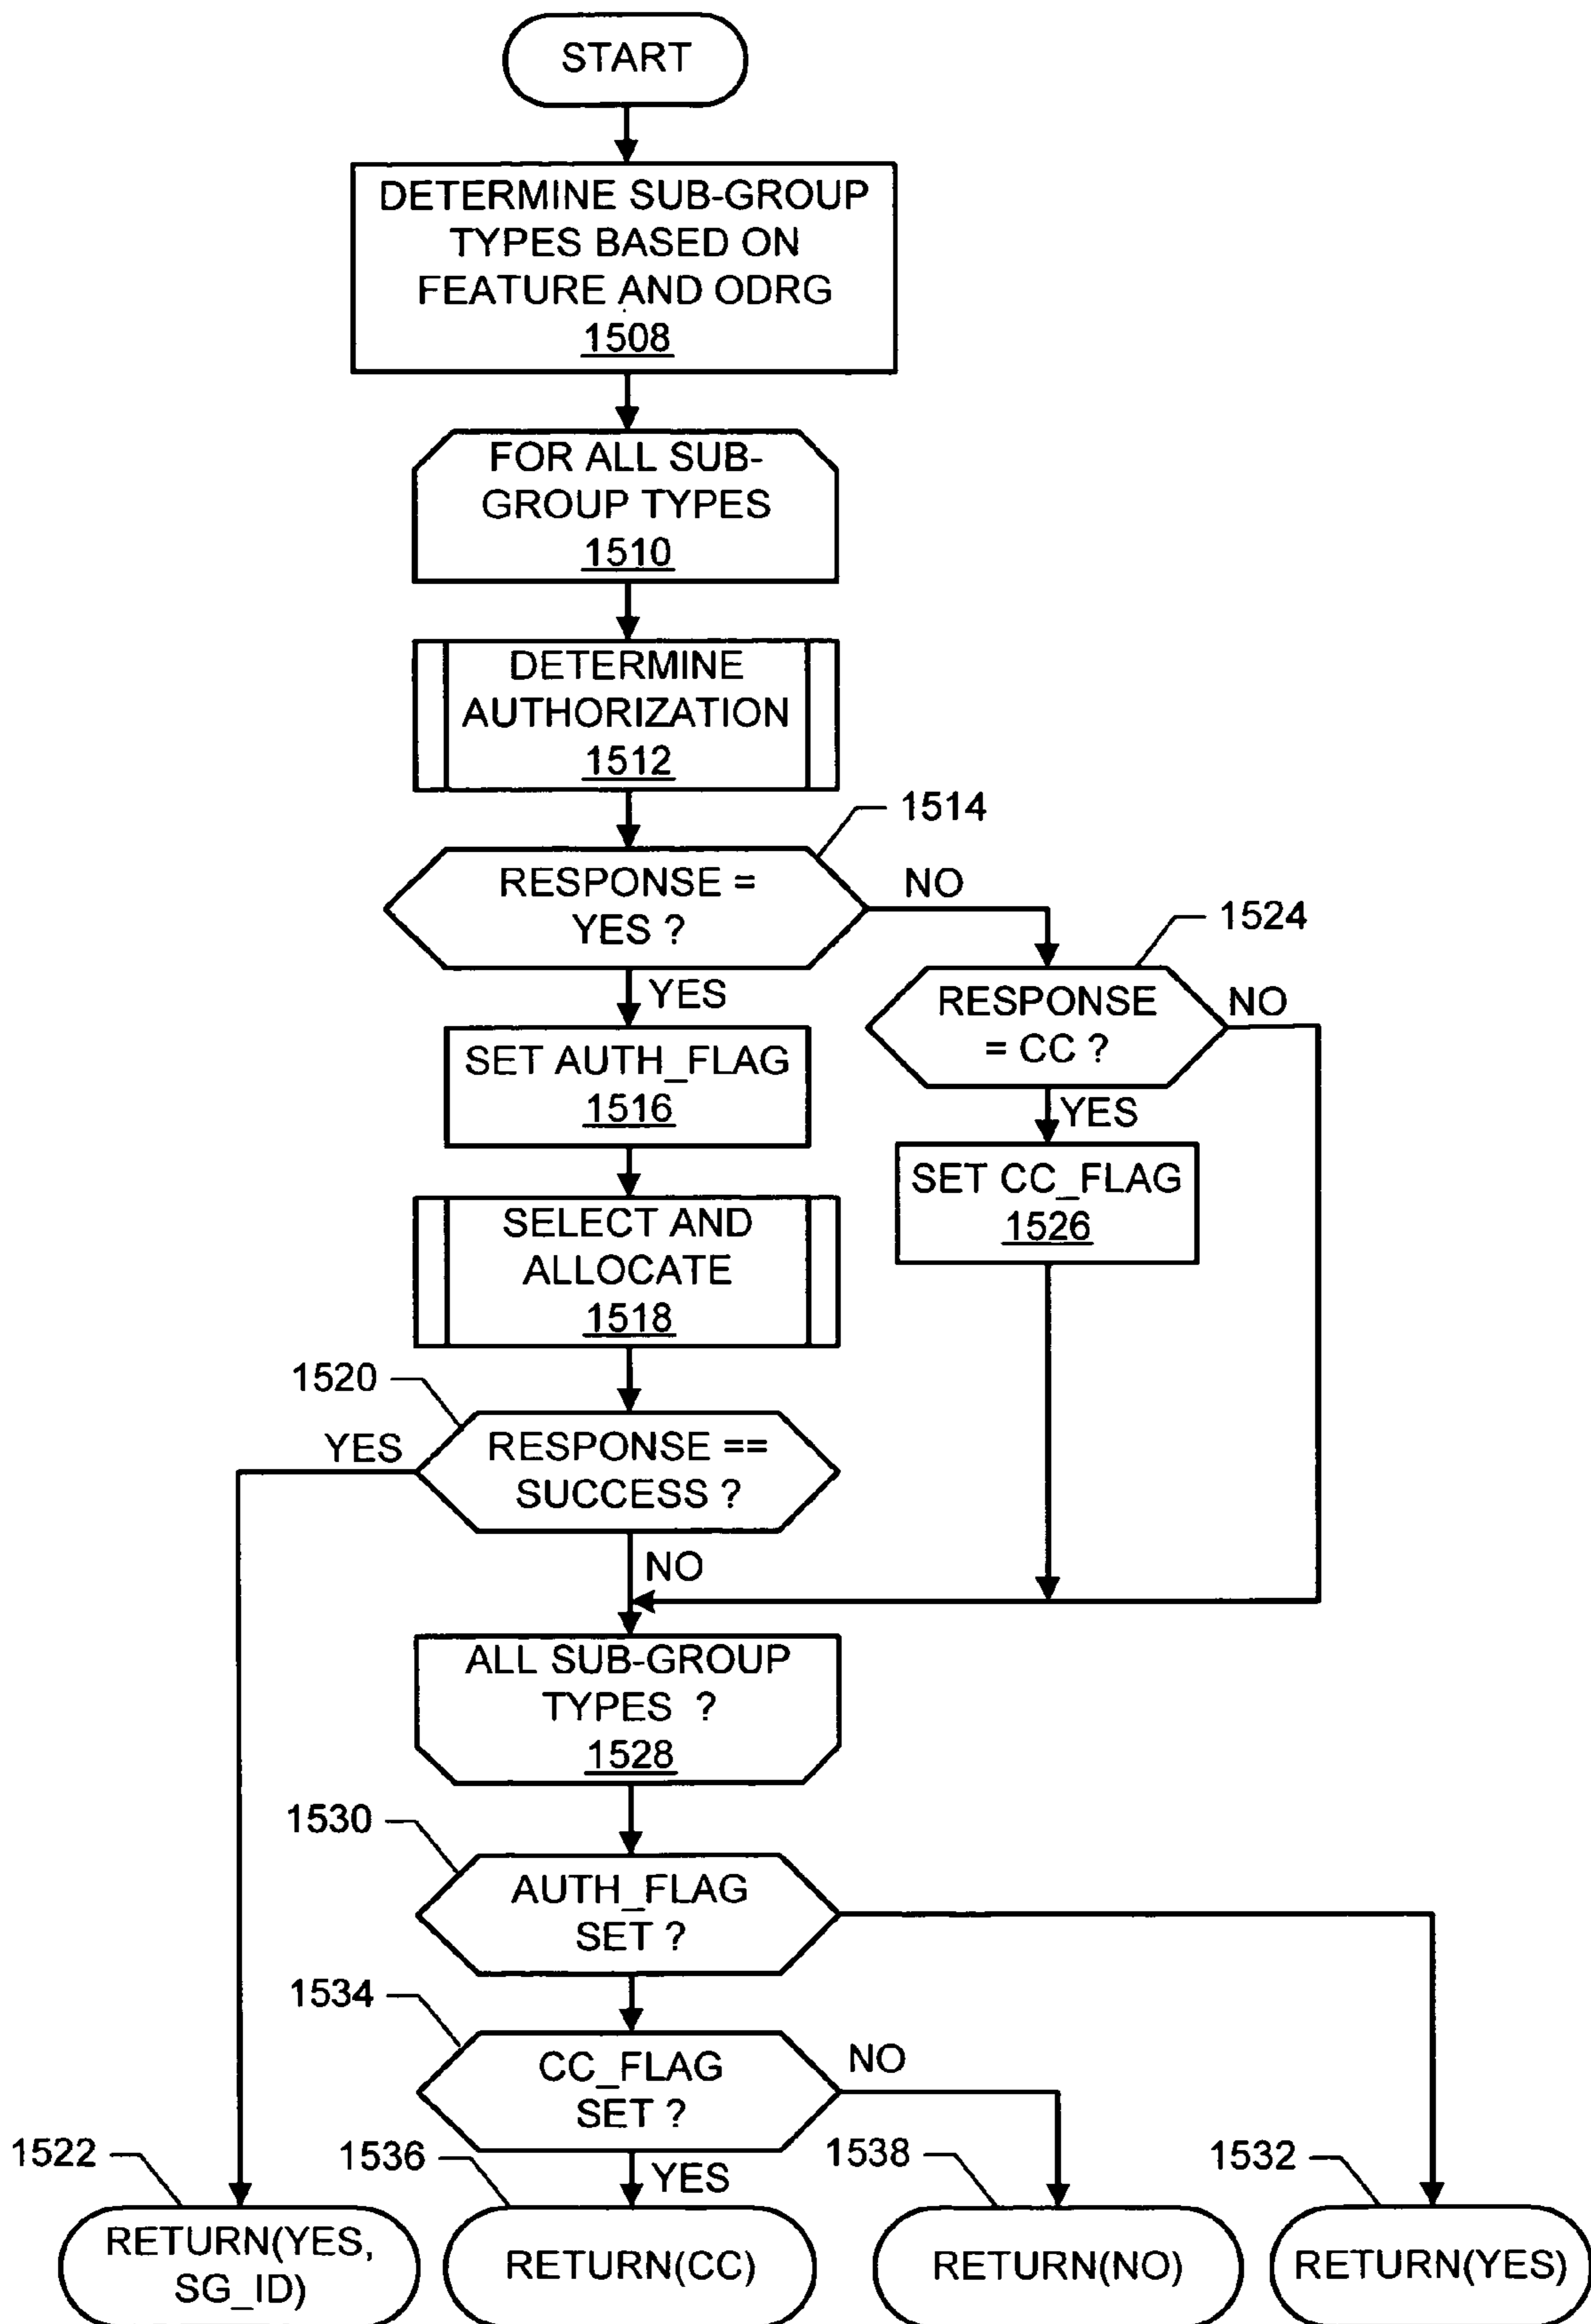 START
DETERMINE SUB-GROUP
TYPES BASED ON
FEATURE AND ODRG
1508
FOR ALL SUB-
GROUP TYPES
1510
DETERMINE
AUTHORIZATION
1512
1514
RESPONSE =
YES ?
NO
YES
1524
RESPONSE
= CC ?
NO
YES
SET AUTH_FLAG
1516
SET CC_FLAG
1526
SELECT AND
ALLOCATE
1518
1520
YES
RESPONSE ==
SUCCESS ?
NO
ALL SUB-GROUP
TYPES ?
1528
1530
AUTH_FLAG
SET ?
1534
CC_FLAG
SET ?
NO
YES
1522
1536
1538
1532
RETURN(YES,
SG_ID)
RETURN(CC)
RETURN(NO)
RETURN(YES)